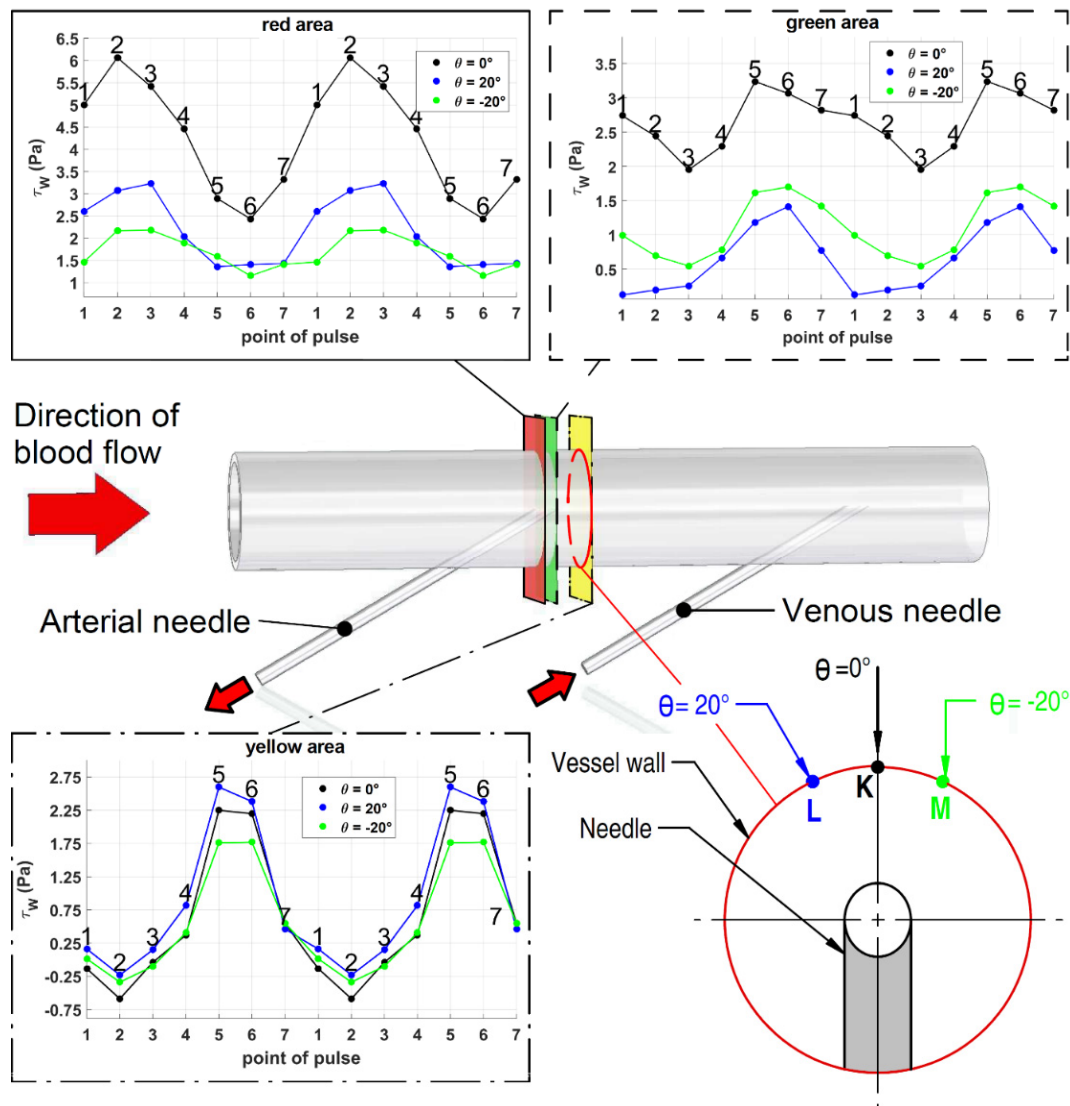 red area
6.5
6
5.5
5
4.5
4
3.5
3
2.5
2
1.5
1
τw (Pa)
θ = 0°
θ = 20°
θ = -20°
1 2 3 4 5 6 7 1 2 3 4 5 6 7
1 2 3 4 5 6 7 1 2 3 4 5 6 7
point of pulse
green area
3.5
3
2.5
2
1.5
1
0.5
τw (Pa)
θ = 0°
θ = 20°
θ = -20°
1 2 3 4 5 6 7 1 2 3 4 5 6 7
1 2 3 4 5 6 7 1 2 3 4 5 6 7
point of pulse
Direction of
blood flow
Arterial needle
Venous needle
yellow area
2.75
2.25
1.75
1.25
0.75
0.25
-0.25
-0.75
τw (Pa)
θ = 0°
θ = 20°
θ = -20°
1 2 3 4 5 6 7 1 2 3 4 5 6 7
1 2 3 4 5 6 7 1 2 3 4 5 6 7
point of pulse
θ=0°
θ= 20°
θ= -20°
Vessel wall
K
L
M
Needle